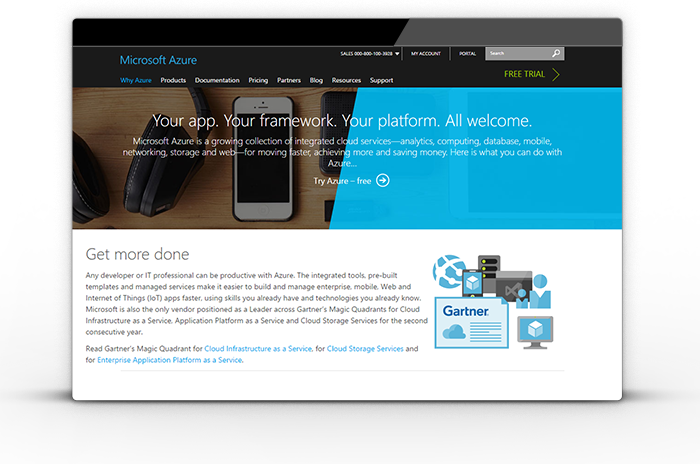 Microsoft Azure
SALES 000-800-100-3928
MY ACCOUNT
PORTAL
Search
FREE TRIAL
Why Azure Products Documentation Pricing Partners Blog Resources Support
Your app. Your framework. Your platform. All welcome.
Microsoft Azure is a growing collection of integrated cloud services—analytics, computing, database, mobile,
networking, storage and web—for moving faster, achieving more and saving money. Here is what you can do with
Azure...
Try Azure – free
Get more done
Any developer or IT professional can be productive with Azure. The integrated tools, pre-built
templates and managed services make it easier to build and manage enterprise, mobile, Web and
Internet of Things (IoT) apps faster, using skills you already have and technologies you already know.
Microsoft is also the only vendor positioned as a Leader across Gartner's Magic Quadrants for Cloud
Infrastructure as a Service, Application Platform as a Service and Cloud Storage Services for the second
consecutive year.
Gartner
Read Gartner's Magic Quadrant for Cloud Infrastructure as a Service, for Cloud Storage Services and
for Enterprise Application Platform as a Service.